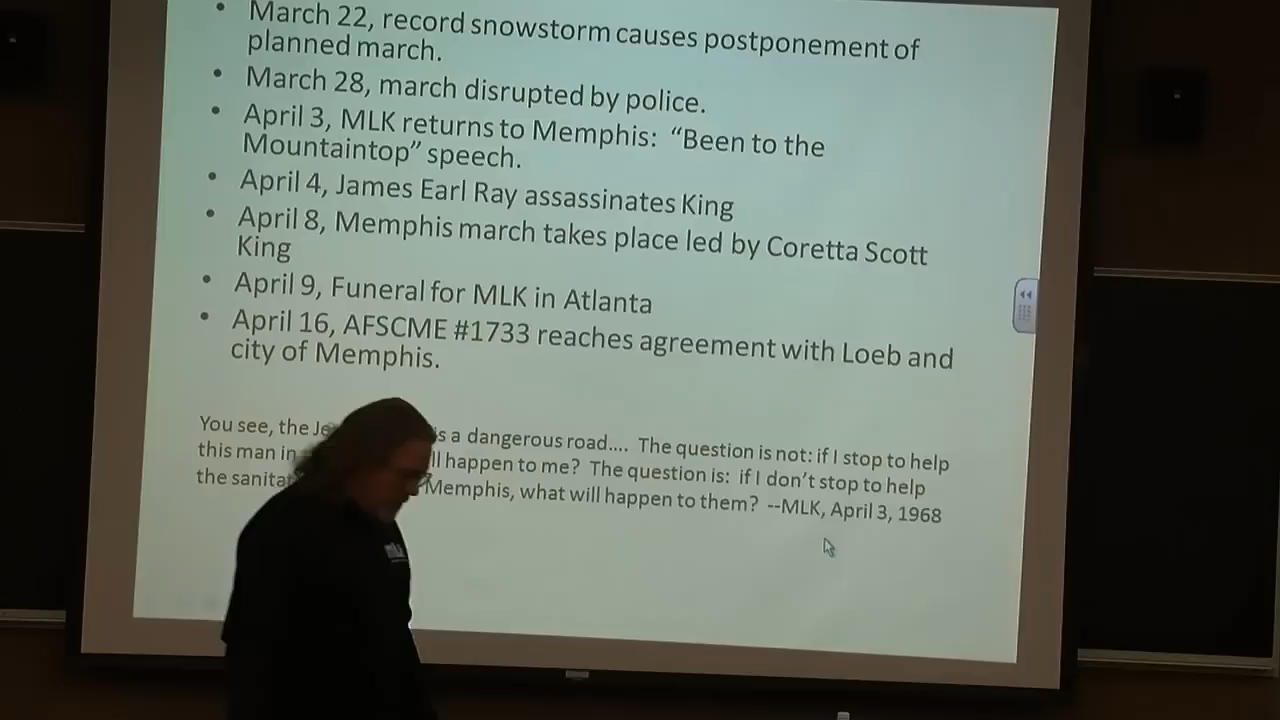 • March 22, record snowstorm causes postponement of
planned march.
• March 28, march disrupted by police.
• April 3, MLK returns to Memphis: “Been to the
Mountaintop” speech.
• April 4, James Earl Ray assassinates King
• April 8, Memphis march takes place led by Coretta Scott
King
• April 9, Funeral for MLK in Atlanta
• April 16, AFSCME #1733 reaches agreement with Loeb and
city of Memphis.
You see, the is a dangerous road.... The question is not: if I stop to help
this man in happen to me? The question is: if I don’t stop to help
the Memphis, what will happen to them? --MLK, April 3, 1968